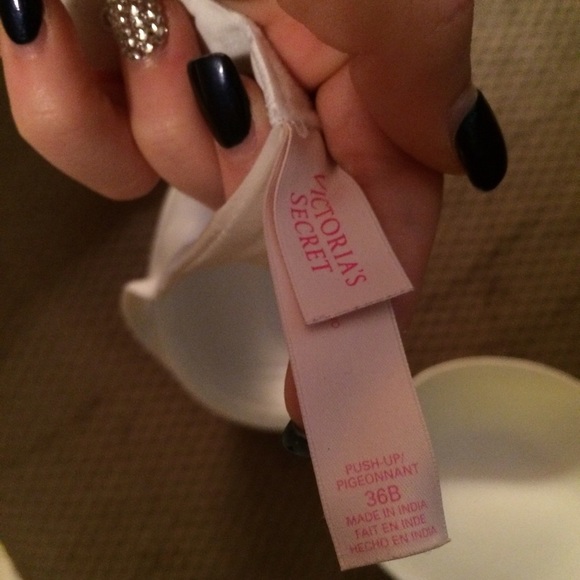 VICTORIA'S
SECRET
PUSH-UP/
PIGEONNANT
36B
MADE IN INDIA
FAIT EN INDE
HECHO EN INDIA